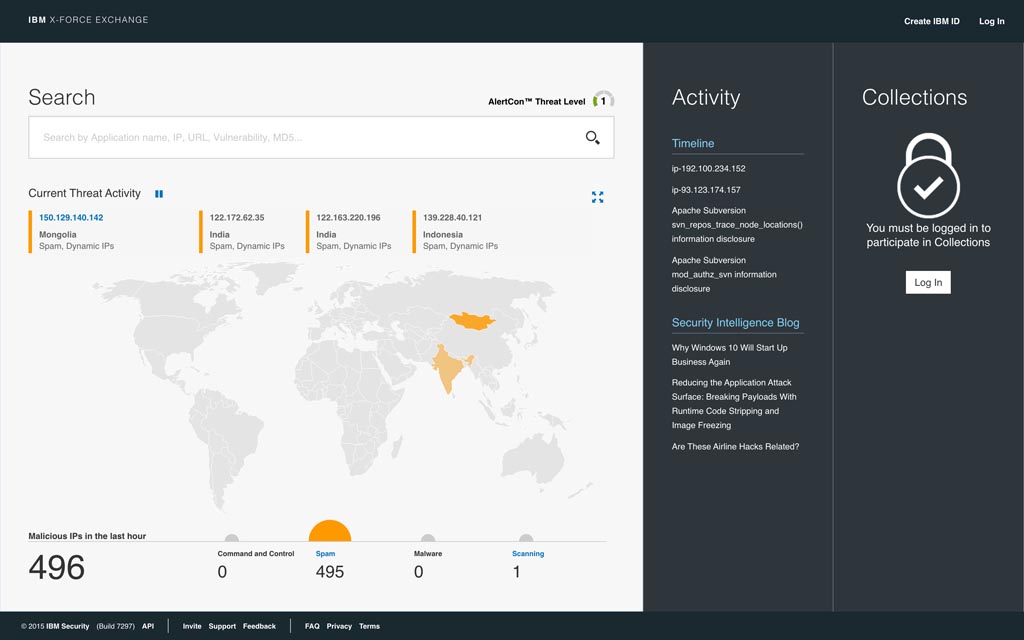 IBM X-FORCE EXCHANGE
Create IBM ID
Log In
Search
AlertCon™ Threat Level 1
Search by Application name, IP, URL, Vulnerability, MD5...
Current Threat Activity
150.129.140.142
Mongolia
Spam, Dynamic IPs
122.172.62.35
India
Spam, Dynamic IPs
122.163.220.196
India
Spam, Dynamic IPs
139.228.40.121
Indonesia
Spam, Dynamic IPs
Malicious IPs in the last hour
496
Command and Control
0
Spam
495
Malware
0
Scanning
1
Activity
Timeline
ip-192.100.234.152
ip-93.123.174.157
Apache Subversion
svn_repos_trace_node_locations()
information disclosure
Apache Subversion
mod_authz_svn information
disclosure
Security Intelligence Blog
Why Windows 10 Will Start Up
Business Again
Reducing the Application Attack
Surface: Breaking Payloads With
Runtime Code Stripping and
Image Freezing
Are These Airline Hacks Related?
Collections
You must be logged in to
participate in Collections
Log In
© 2015 IBM Security (Build 7297) API
Invite Support Feedback
FAQ Privacy Terms